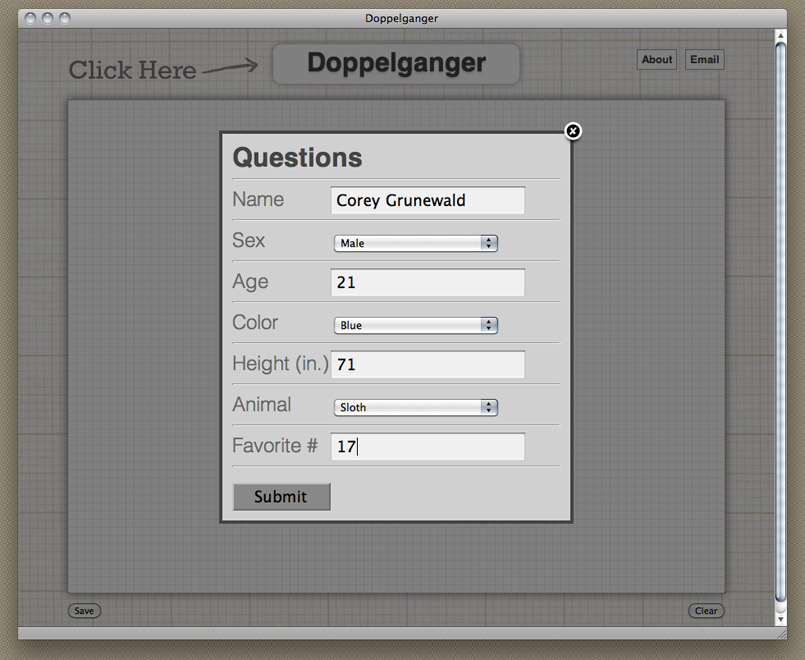 Doppelganger
Click Here
Doppelganger
About
Email
Questions
Name Corey Grunewald
Sex Male
Age 21
Color Blue
Height (in.) 71
Animal Sloth
Favorite # 17
Submit
Save
Clear